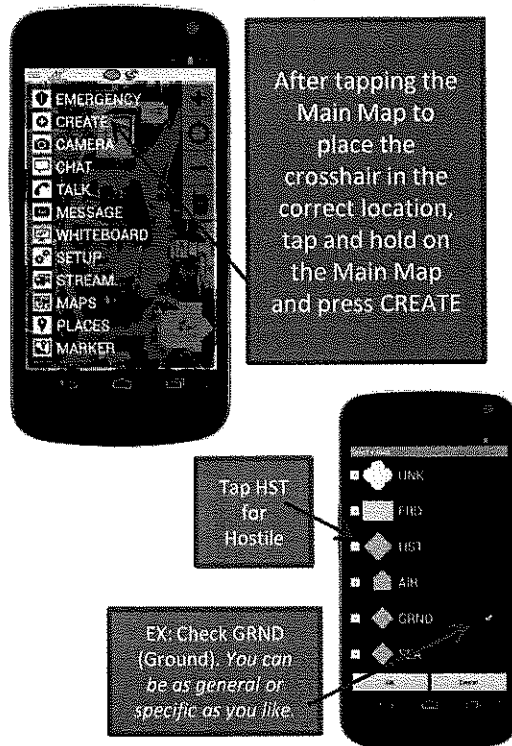 After tapping the
Main Map to
place the
crosshair in the
correct location,
tap and hold on
the Main Map
and press CREATE
EMERGENCY
CREATE
CAMERA
CHAT
TALK
MESSAGE
WHITEBOARD
SETUP
STREAM
MAPS
PLACES
MARKER
Tap HST
for
Hostile
UNK
FRD
HST
AIR
GRND
SEA
EX: Check GRND
(Ground). You can
be as general or
specific as you like